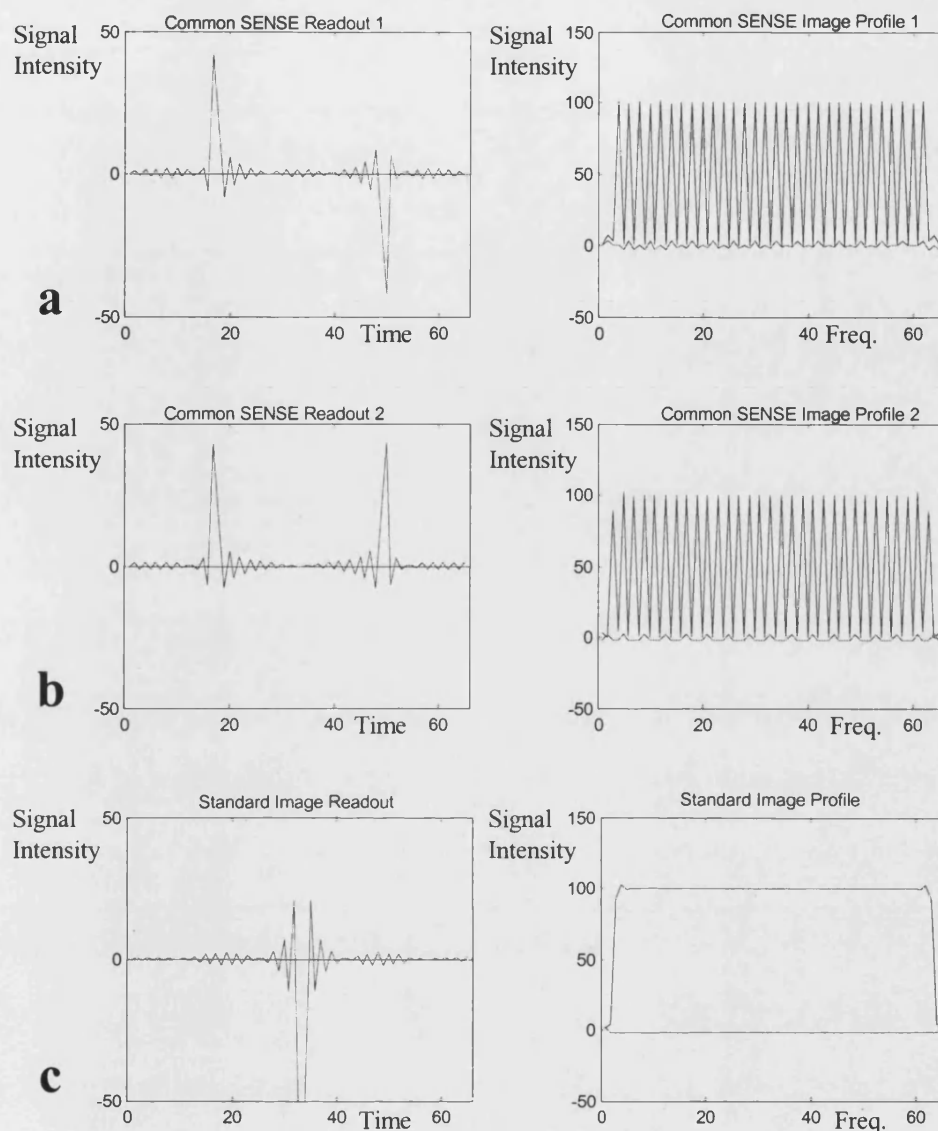 Common SENSE Readout 1
Signal
Intensity
50
0
-50
0 20 40 Time 60
a
Common SENSE Image Profile 1
Signal
Intensity
150
100
50
0
-50
0 20 40 Freq. 60
Common SENSE Readout 2
Signal
Intensity
50
0
-50
0 20 40 Time 60
b
Common SENSE Image Profile 2
Signal
Intensity
150
100
50
0
-50
0 20 40 Freq. 60
Standard Image Readout
Signal
Intensity
50
0
-50
0 20 40 Time 60
c
Standard Image Profile
Signal
Intensity
150
100
50
0
-50
0 20 40 Freq. 60